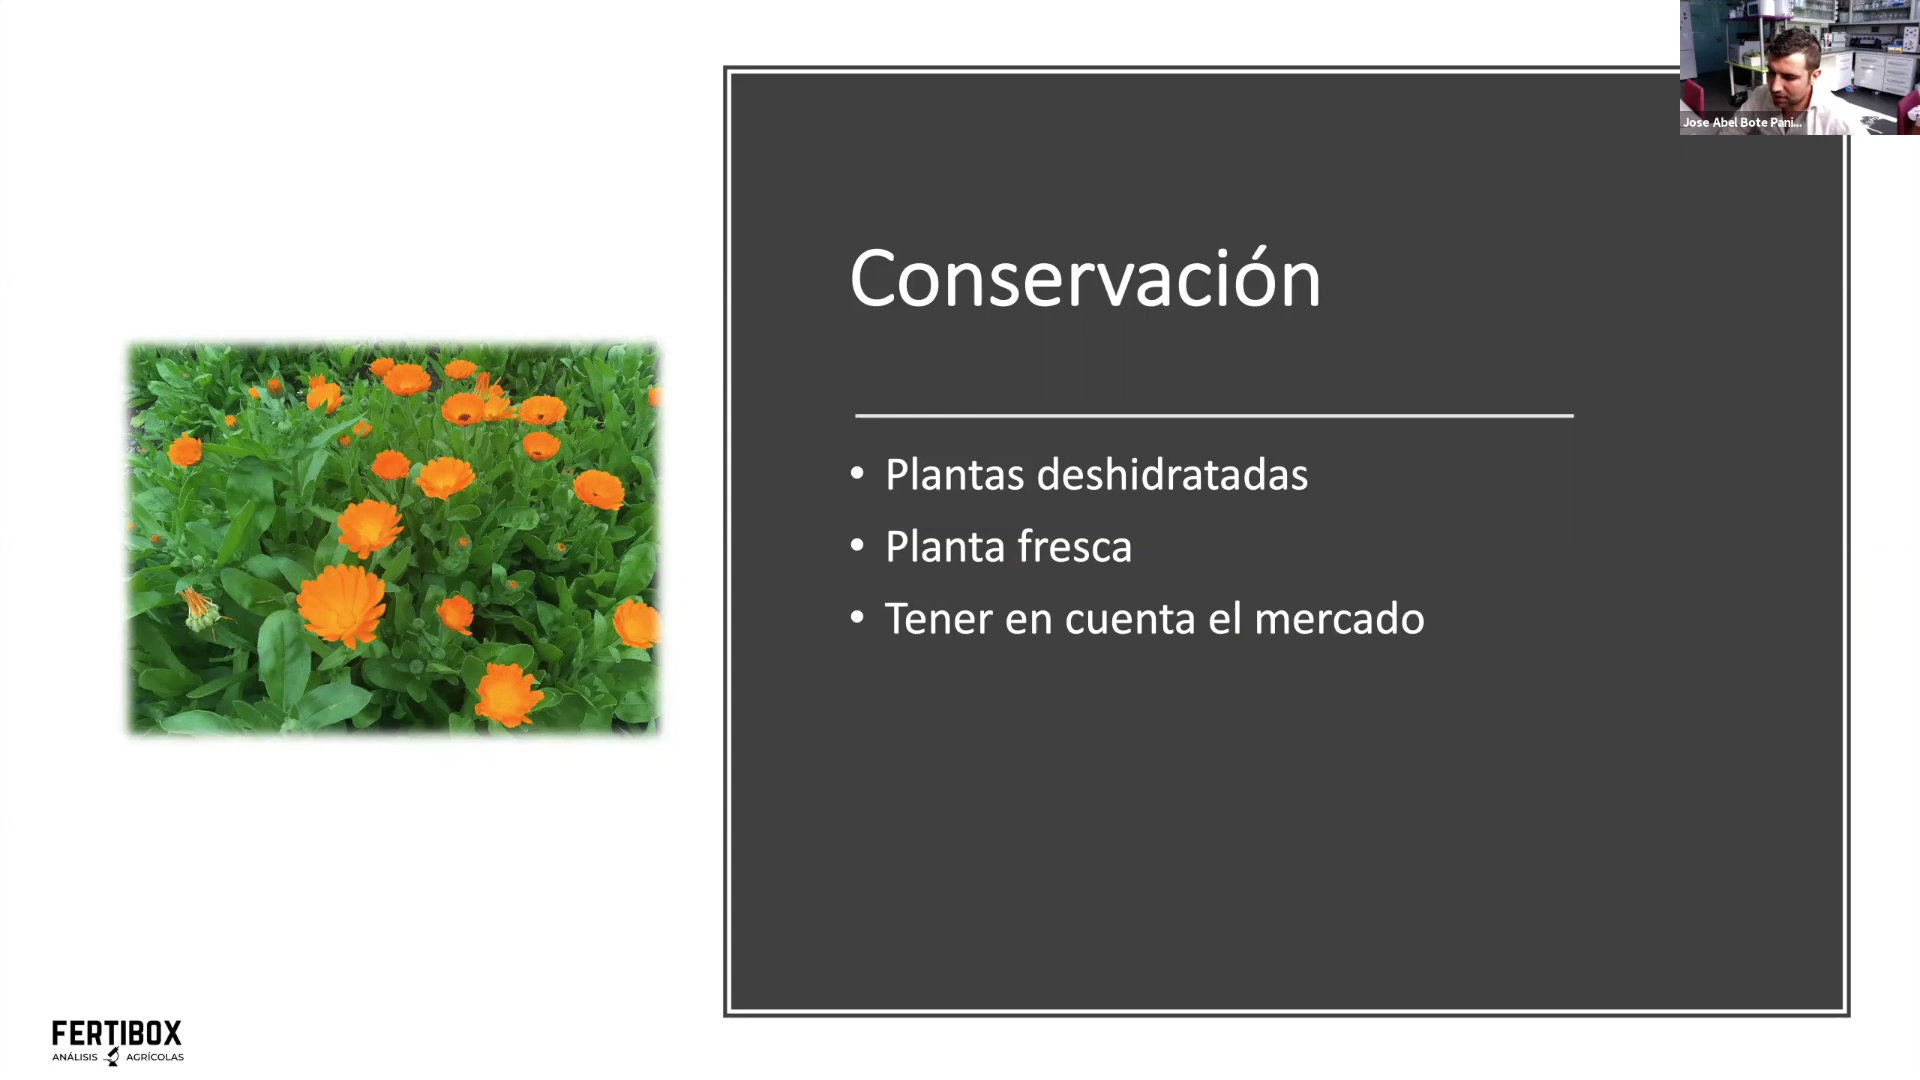 Jose Abel Bote Pani...
Conservación
• Plantas deshidratadas
• Planta fresca
• Tener en cuenta el mercado
FERTIBOX
ANÁLISIS AGRÍCOLAS